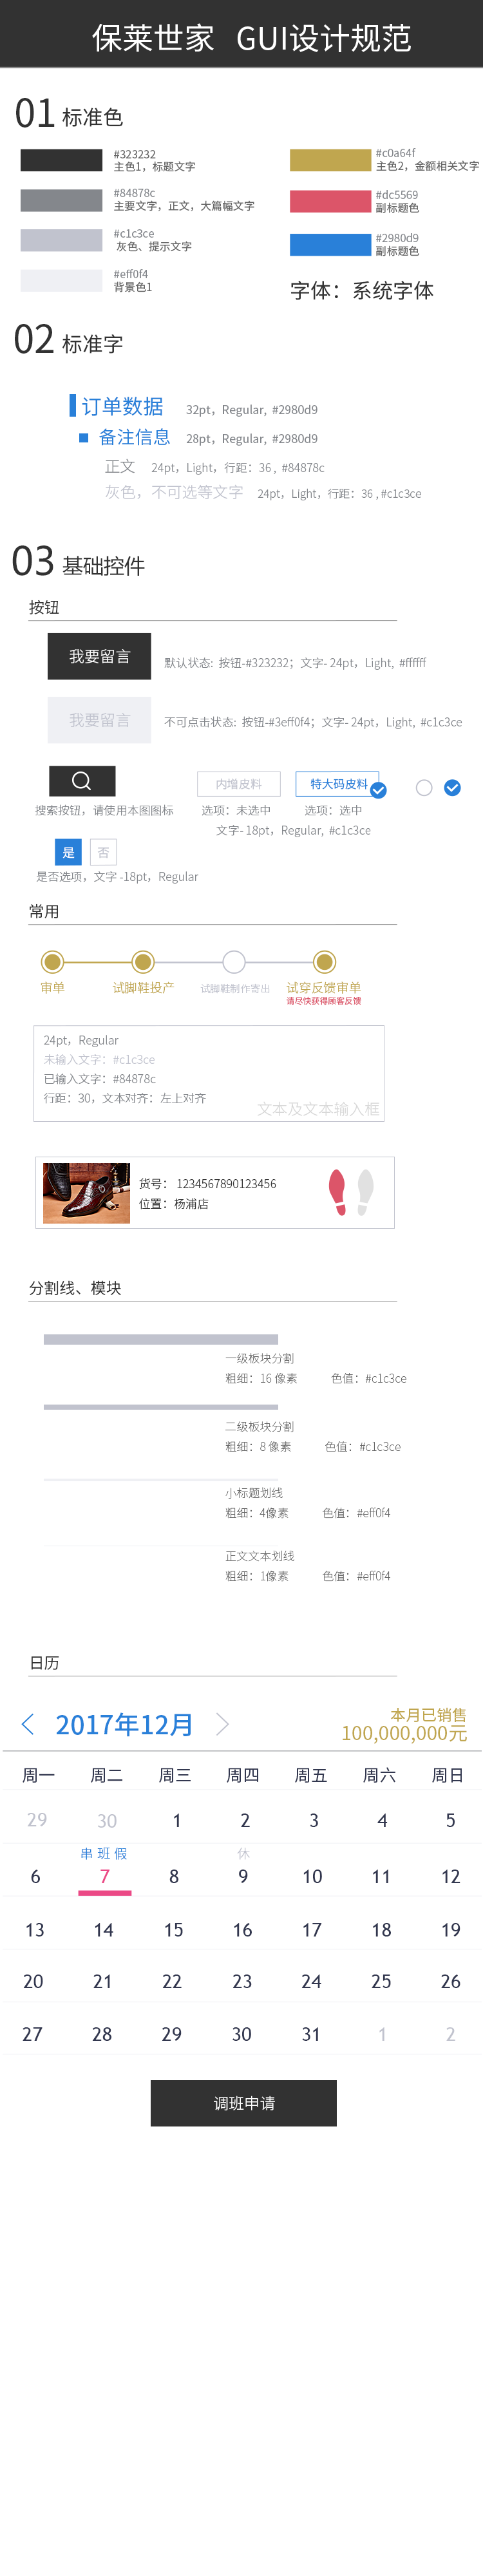 保莱世家 GUI设计规范
01 标准色
#323232
主色1，标题文字
#84878c
主要文字，正文，大篇幅文字
#c1c3ce
灰色、提示文字
#eff0f4
背景色1
#c0a64f
主色2，金额相关文字
#dc5569
副标题色
#2980d9
副标题色
字体：系统字体
02 标准字
订单数据 32pt，Regular, #2980d9
备注信息 28pt，Regular, #2980d9
正文 24pt，Light，行距：36， #84878c
灰色，不可选等文字 24pt，Light，行距：36，#c1c3ce
03 基础控件
按钮
我要留言 默认状态: 按钮-#323232；文字- 24pt，Light, #ffffff
我要留言 不可点击状态: 按钮-#3eff0f4；文字- 24pt，Light, #c1c3ce
内增皮料 特大码皮料
搜索按钮，请使用本图图标 选项：未选中 选项：选中
文字- 18pt，Regular, #c1c3ce
是 否
是否选项，文字 -18pt，Regular
常用
审单 试脚鞋投产 试脚鞋制作寄出 试穿反馈审单
请尽快获得顾客反馈
24pt，Regular
未输入文字：#c1c3ce
已输入文字：#84878c
行距：30，文本对齐：左上对齐
文本及文本输入框
货号： 1234567890123456
位置：杨浦店
分割线、模块
一级板块分割
粗细：16 像素 色值：#c1c3ce
二级板块分割
粗细：8 像素 色值：#c1c3ce
小标题划线
粗细：4像素 色值：#eff0f4
正文文本划线
粗细：1像素 色值：#eff0f4
日历
2017年12月
本月已销售
100,000,000元
周一 周二 周三 周四 周五 周六 周日
29 30 1 2 3 4 5
串班假 休
6 7 8 9 10 11 12
13 14 15 16 17 18 19
20 21 22 23 24 25 26
27 28 29 30 31 1 2
调班申请